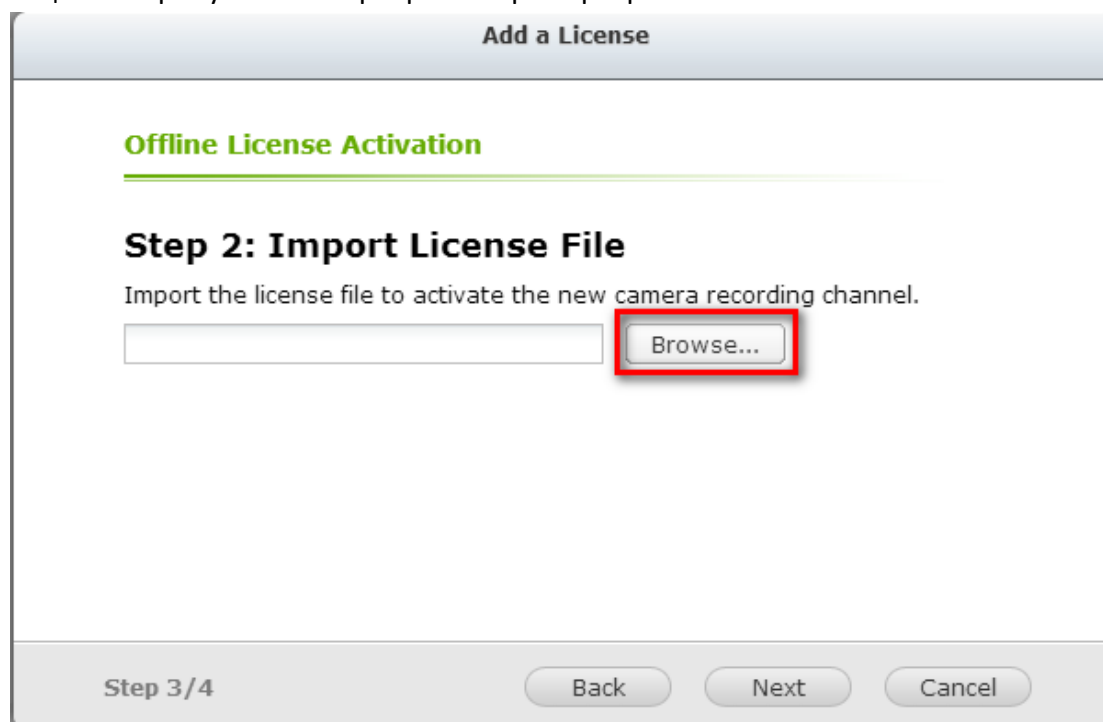 Add a License
Offline License Activation
Step 2: Import License File
Import the license file to activate the new camera recording channel.
Browse...
Step 3/4
Back
Next
Cancel